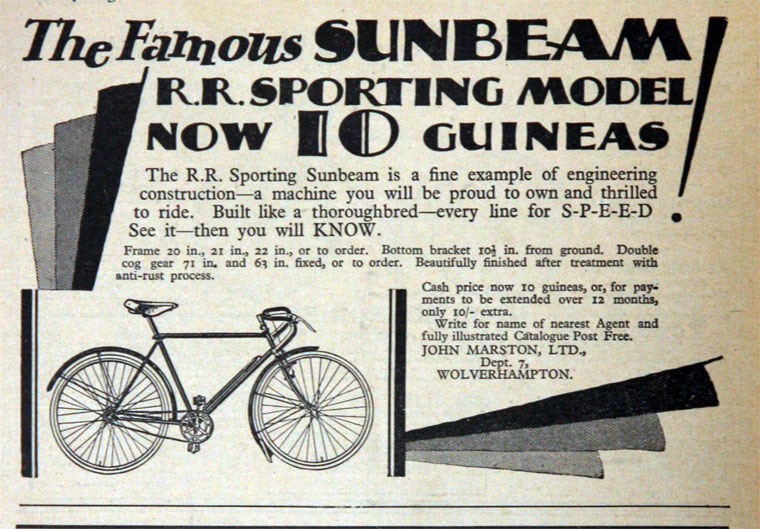 The Famous SUNBEAM!
R.R. SPORTING MODEL
NOW 10 GUINEAS
The R.R. Sporting Sunbeam is a fine example of engineering
construction—a machine you will be proud to own and thrilled
to ride. Built like a thoroughbred—every line for S-P-E-E-D
See it—then you will KNOW.
Frame 20 in., 21 in., 22 in., or to order. Bottom bracket 10½ in. from ground. Double
cog gear 71 in. and 63 in. fixed, or to order. Beautifully finished after treatment with
anti-rust process.
Cash price now 10 guineas, or, for pay-
ments to be extended over 12 months,
only 10/- extra.
Write for name of nearest Agent and
fully illustrated Catalogue Post Free.
JOHN MARSTON, LTD.,
Dept. 7,
WOLVERHAMPTON.